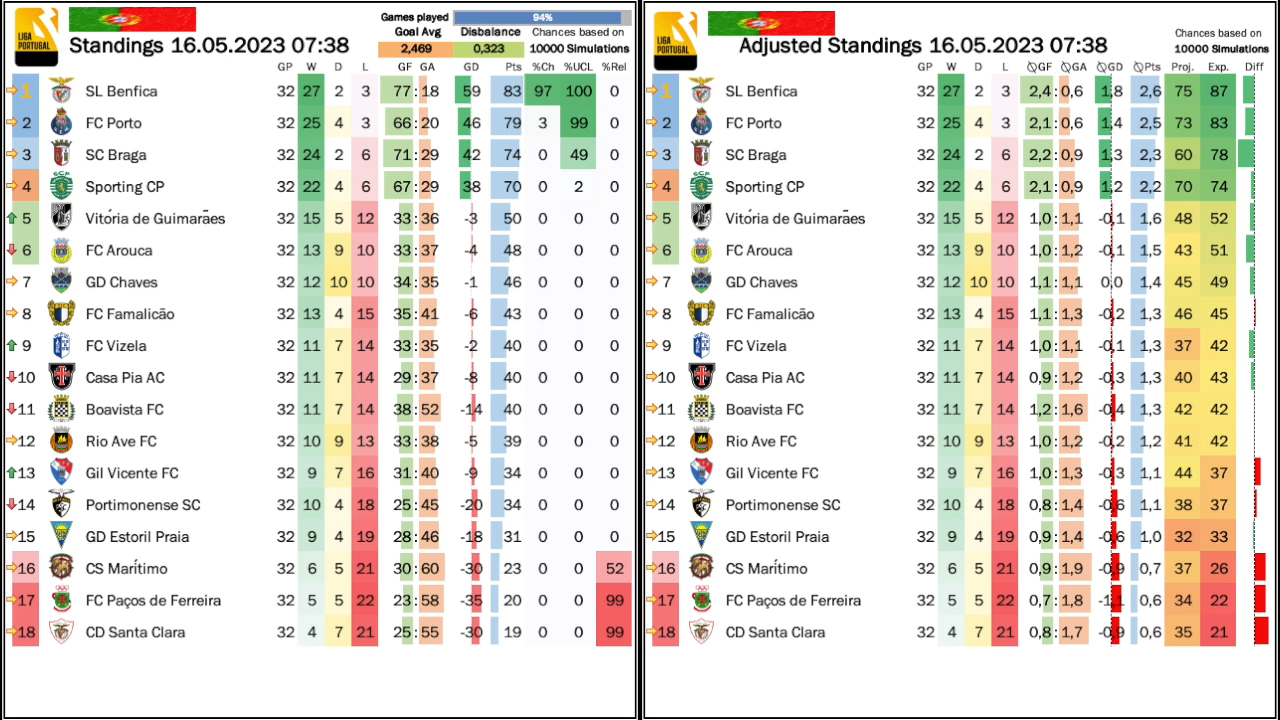 Games played 94%
Goal Avg Disbalance Chances based on
LIGA PORTUGAL
Standings 16.05.2023 07:38 2,469 0,323 10000 Simulations
GP W D L GF GA GD Pts %Ch %UCL %Rel
1 SL Benfica 32 27 2 3 77:18 59 83 97 100 0
2 FC Porto 32 25 4 3 66:20 46 79 3 99 0
3 SC Braga 32 24 2 6 71:29 42 74 0 49 0
4 Sporting CP 32 22 4 6 67:29 38 70 0 2 0
5 Vitória de Guimarães 32 15 5 12 33:36 -3 50 0 0 0
6 FC Arouca 32 13 9 10 33:37 -4 48 0 0 0
7 GD Chaves 32 12 10 10 34:35 -1 46 0 0 0
8 FC Famalicão 32 13 4 15 35:41 -6 43 0 0 0
9 FC Vizela 32 11 7 14 33:35 -2 40 0 0 0
10 Casa Pia AC 32 11 7 14 29:37 -8 40 0 0 0
11 Boavista FC 32 11 7 14 38:52 -14 40 0 0 0
12 Rio Ave FC 32 10 9 13 33:38 -5 39 0 0 0
13 Gil Vicente FC 32 9 7 16 31:40 -9 34 0 0 0
14 Portimonense SC 32 10 4 18 25:45 -20 34 0 0 0
15 GD Estoril Praia 32 9 4 19 28:46 -18 31 0 0 0
16 CS Marítimo 32 6 5 21 30:60 -30 23 0 0 52
17 FC Paços de Ferreira 32 5 5 22 23:58 -35 20 0 0 99
18 CD Santa Clara 32 4 7 21 25:55 -30 19 0 0 99
Chances based on
LIGA PORTUGAL
Adjusted Standings 16.05.2023 07:38 10000 Simulations
GP W D L ∅GF ∅GA ∅GD ∅Pts Proj. Exp. Diff
1 SL Benfica 32 27 2 3 2,4:0,6 1,8 2,6 75 87
2 FC Porto 32 25 4 3 2,1:0,6 1,4 2,5 73 83
3 SC Braga 32 24 2 6 2,2:0,9 1,3 2,3 60 78
4 Sporting CP 32 22 4 6 2,1:0,9 1,2 2,2 70 74
5 Vitória de Guimarães 32 15 5 12 1,0:1,1 -0,1 1,6 48 52
6 FC Arouca 32 13 9 10 1,0:1,2 -0,1 1,5 43 51
7 GD Chaves 32 12 10 10 1,1:1,1 0,0 1,4 45 49
8 FC Famalicão 32 13 4 15 1,1:1,3 -0,2 1,3 46 45
9 FC Vizela 32 11 7 14 1,0:1,1 -0,1 1,3 37 42
10 Casa Pia AC 32 11 7 14 0,9:1,2 -0,3 1,3 40 43
11 Boavista FC 32 11 7 14 1,2:1,6 -0,4 1,3 42 42
12 Rio Ave FC 32 10 9 13 1,0:1,2 -0,2 1,2 41 42
13 Gil Vicente FC 32 9 7 16 1,0:1,3 -0,3 1,1 44 37
14 Portimonense SC 32 10 4 18 0,8:1,4 -0,6 1,1 38 37
15 GD Estoril Praia 32 9 4 19 0,9:1,4 -0,6 1,0 32 33
16 CS Marítimo 32 6 5 21 0,9:1,9 -0,9 0,7 37 26
17 FC Paços de Ferreira 32 5 5 22 0,7:1,8 -1,1 0,6 34 22
18 CD Santa Clara 32 4 7 21 0,8:1,7 -0,9 0,6 35 21